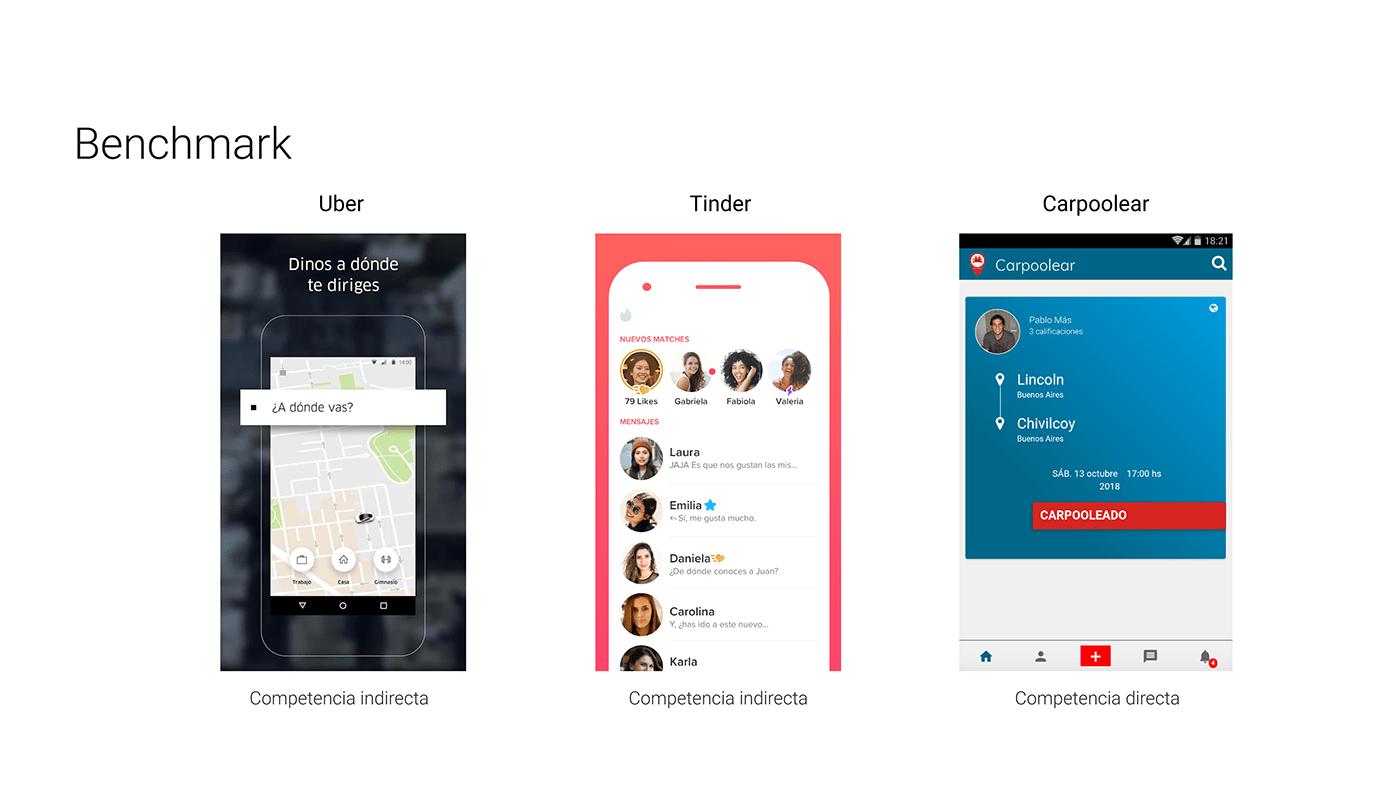 Benchmark
Uber
Dinos a dónde
te diriges
14:00
¿A dónde vas?
Trabajo
Casa
Gimnasio
Competencia indirecta
Tinder
NUEVOS MATCHES
79 Likes
Gabriela
Fabiola
Valeria
MENSAJES
Laura
JAJA Es que nos gustan las mis...
Emilia
Sí, me gusta mucho.
Daniela
¿De dónde conoces a Juan?
Carolina
Y, ¿has ido a este nuevo...
Karla
Competencia indirecta
Carpoolear
18:21
Carpoolear
Pablo Más
3 calificaciones
Lincoln
Buenos Aires
Chivilcoy
Buenos Aires
SÁB. 13 octubre 17:00 hs
2018
CARPOOLEADO
4
Competencia directa